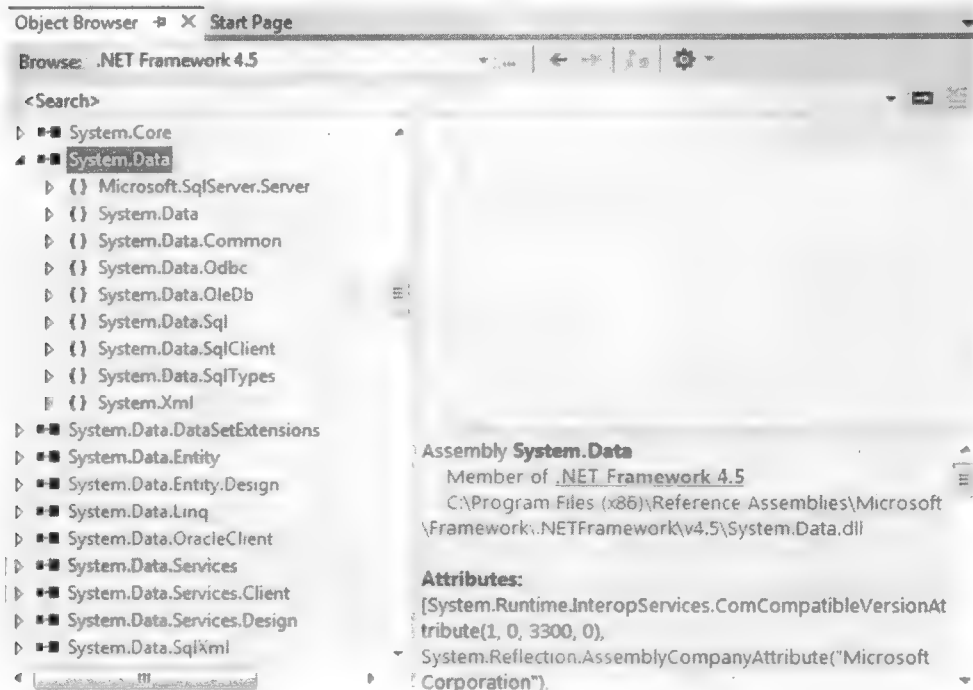 Object Browser Start Page
Browse: .NET Framework 4.5
<Search>
System.Core
System.Data
{} Microsoft.SqlServer.Server
{} System.Data
{} System.Data.Common
{} System.Data.Odbc
{} System.Data.OleDb
{} System.Data.Sql
{} System.Data.SqlClient
{} System.Data.SqlTypes
{} System.Xml
System.Data.DataSetExtensions
System.Data.Entity
System.Data.Entity.Design
System.Data.Linq
System.Data.OracleClient
System.Data.Services
System.Data.Services.Client
System.Data.Services.Design
System.Data.SqlXml
Assembly System.Data
Member of .NET Framework 4.5
C:\Program Files (x86)\Reference Assemblies\Microsoft
\Framework\.NETFramework\v4.5\System.Data.dll
Attributes:
[System.Runtime.InteropServices.ComCompatibleVersionAt
tribute(1, 0, 3300, 0),
System.Reflection.AssemblyCompanyAttribute("Microsoft
Corporation"),